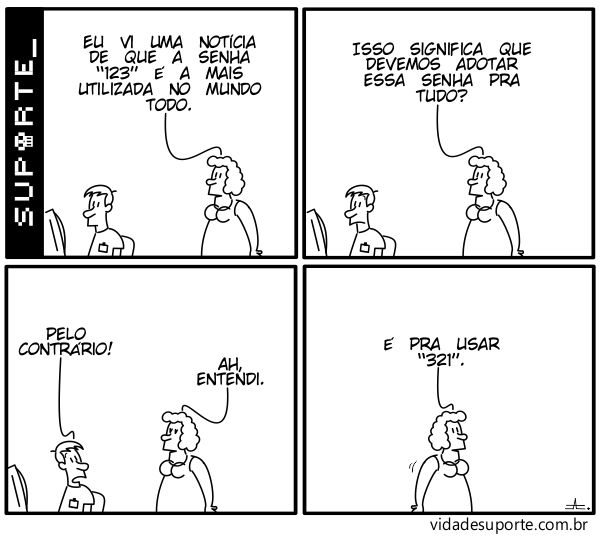 SUPORTE_
EU VI UMA NOTÍCIA
DE QUE A SENHA
"123" É A MAIS
UTILIZADA NO MUNDO
TODO.
ISSO SIGNIFICA QUE
DEVEMOS ADOTAR
ESSA SENHA PRA
TUDO?
PELO
CONTRÁRIO!
AH,
ENTENDI.
É PRA USAR
"321".
vidadesuporte.com.br